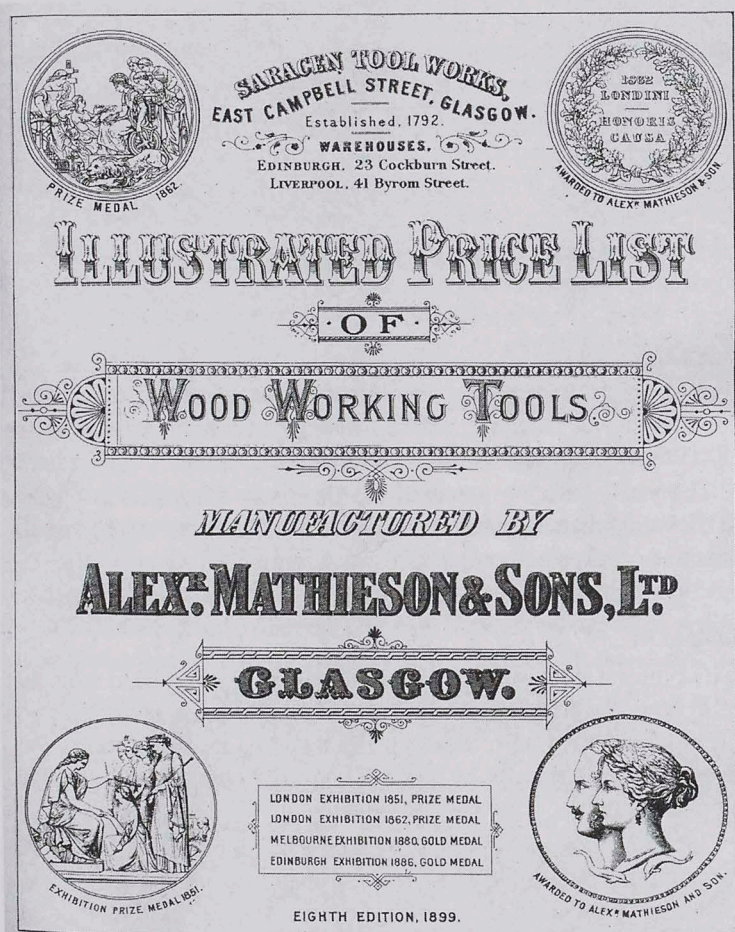 SARACEN TOOL WORKS,
EAST CAMPBELL STREET, GLASGOW.
Established, 1792.
WAREHOUSES.
EDINBURGH, 23 Cockburn Street.
LIVERPOOL, 41 Byrom Street.
PRIZE MEDAL 1862.
1862
LONDINI
HONORIS
CAUSA
AWARDED TO ALEXR MATHIESON & SON
ILLUSTRATED PRICE LIST
· OF ·
WOOD WORKING TOOLS
MANUFACTURED BY
ALEXR. MATHIESON & SONS, LTD.
GLASGOW.
EXHIBITION PRIZE MEDAL 1851.
LONDON EXHIBITION 1851, PRIZE MEDAL
LONDON EXHIBITION 1862, PRIZE MEDAL
MELBOURNE EXHIBITION 1880, GOLD MEDAL
EDINBURGH EXHIBITION 1886, GOLD MEDAL
AWARDED TO ALEXR MATHIESON AND SON.
EIGHTH EDITION, 1899.